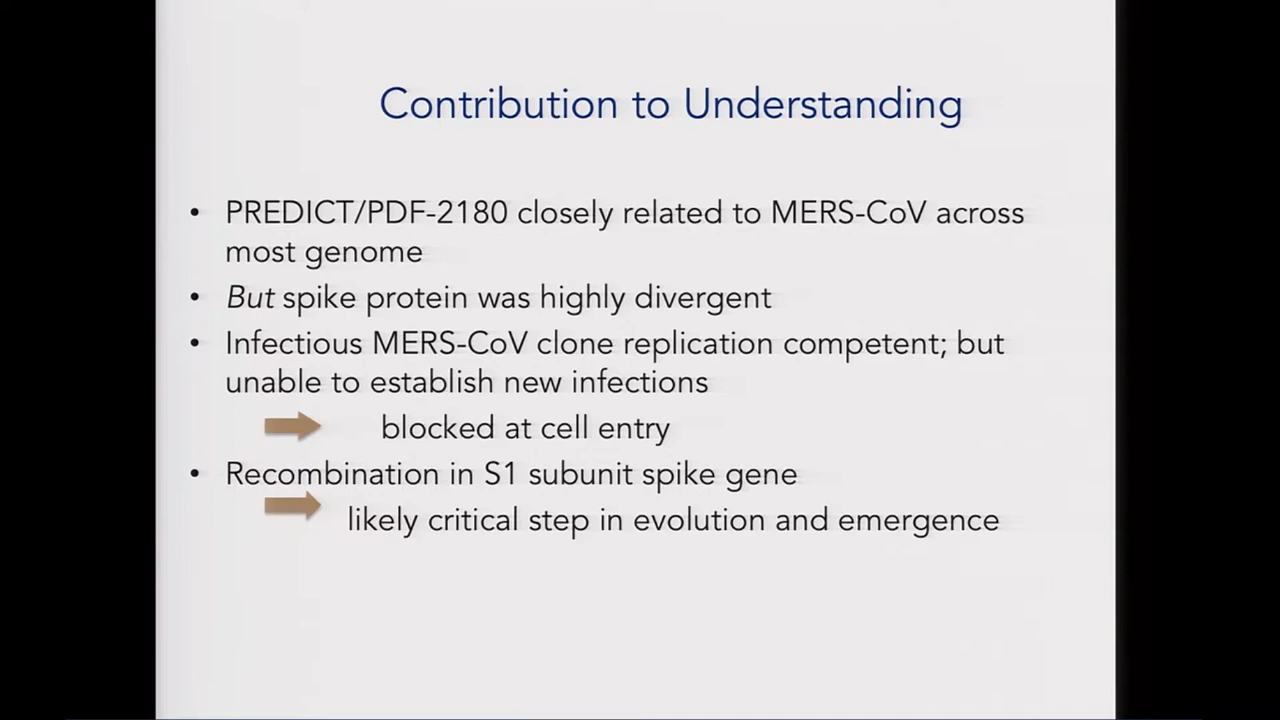 Contribution to Understanding
• PREDICT/PDF-2180 closely related to MERS-CoV across
most genome
• But spike protein was highly divergent
• Infectious MERS-CoV clone replication competent; but
unable to establish new infections
blocked at cell entry
• Recombination in S1 subunit spike gene
likely critical step in evolution and emergence